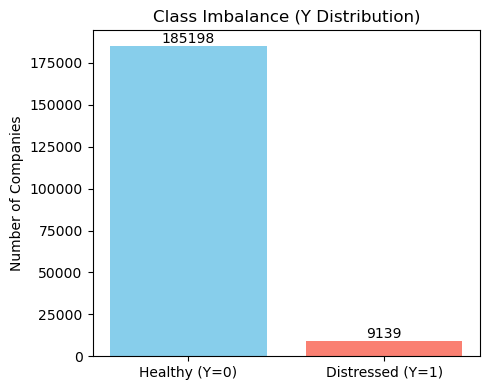 Class Imbalance (Y Distribution)
185198
175000
150000
125000
100000
75000
50000
25000
0
Number of Companies
9139
Healthy (Y=0)
Distressed (Y=1)